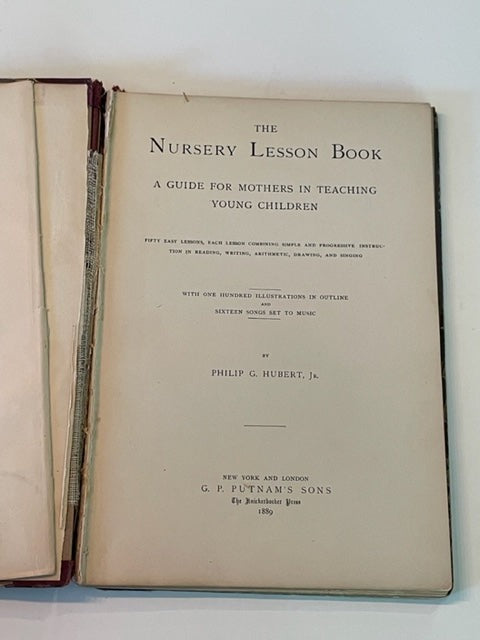 THE
NURSERY LESSON BOOK
A GUIDE FOR MOTHERS IN TEACHING
YOUNG CHILDREN
FIFTY EASY LESSONS, EACH LESSON COMBINING SIMPLE AND PROGRESSIVE INSTRUC-
TION IN READING, WRITING, ARITHMETIC, DRAWING, AND SINGING
WITH ONE HUNDRED ILLUSTRATIONS IN OUTLINE
AND
SIXTEEN SONGS SET TO MUSIC
BY
PHILIP G. HUBERT, JR.
NEW YORK AND LONDON
G. P. PUTNAM'S SONS
The Knickerbocker Press
1889